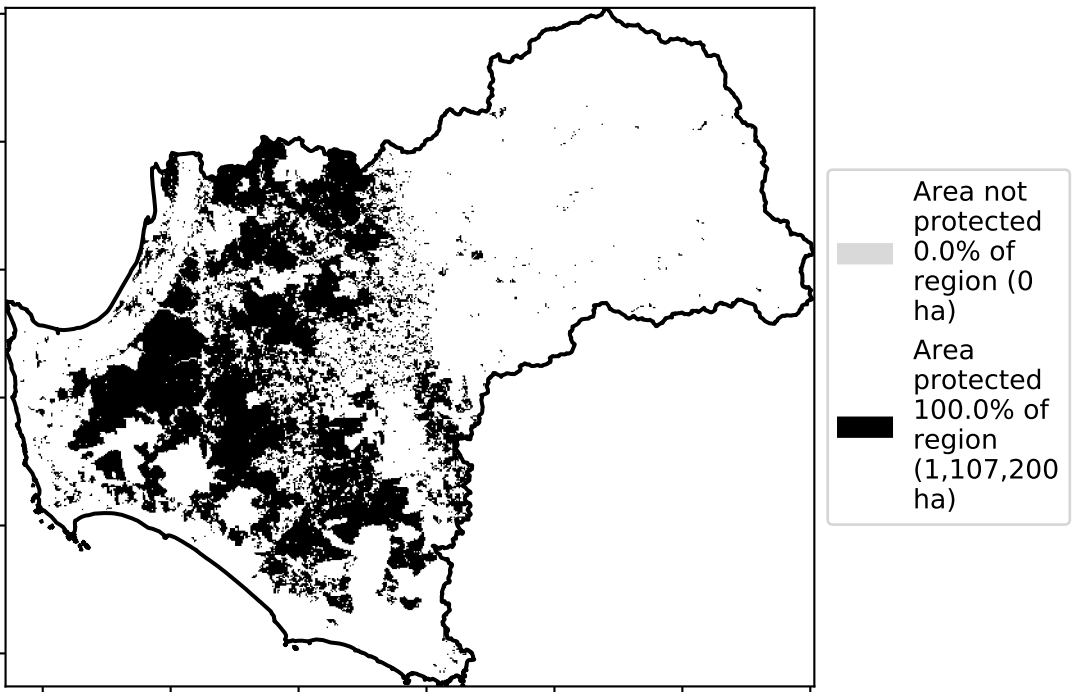 Area not
protected
0.0% of
region (0
ha)
Area
protected
100.0% of
region
(1,107,200
ha)